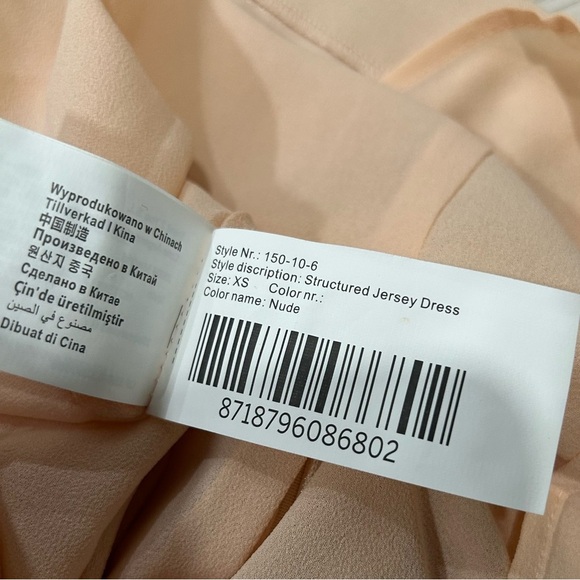 Wyprodukowano w Chinach
Tillverkad I Kina
中国制造
Произведено в Китай
원산지 중국
Сделано в Китае
Çin'de üretilmiştir
مصنوع في الصين
Dibuat di Cina
Style Nr.: 150-10-6
Style discription: Structured Jersey Dress
Size: XS Color nr.:
Color name: Nude
8718796086802